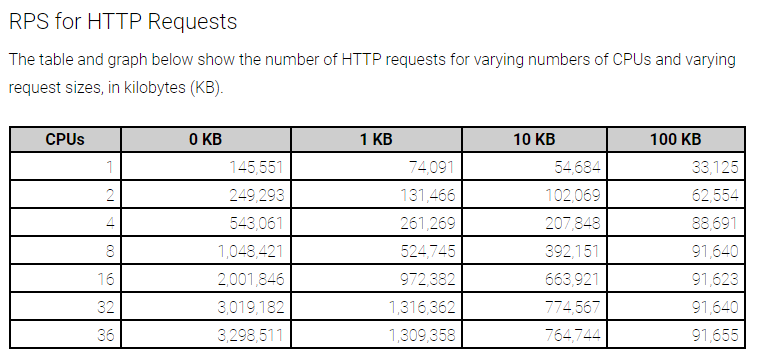 RPS for HTTP Requests
The table and graph below show the number of HTTP requests for varying numbers of CPUs and varying
request sizes, in kilobytes (KB).
CPUs 0 KB 1 KB 10 KB 100 KB
1 145,551 74,091 54,684 33,125
2 249,293 131,466 102,069 62,554
4 543,061 261,269 207,848 88,691
8 1,048,421 524,745 392,151 91,640
16 2,001,846 972,382 663,921 91,623
32 3,019,182 1,316,362 774,567 91,640
36 3,298,511 1,309,358 764,744 91,655